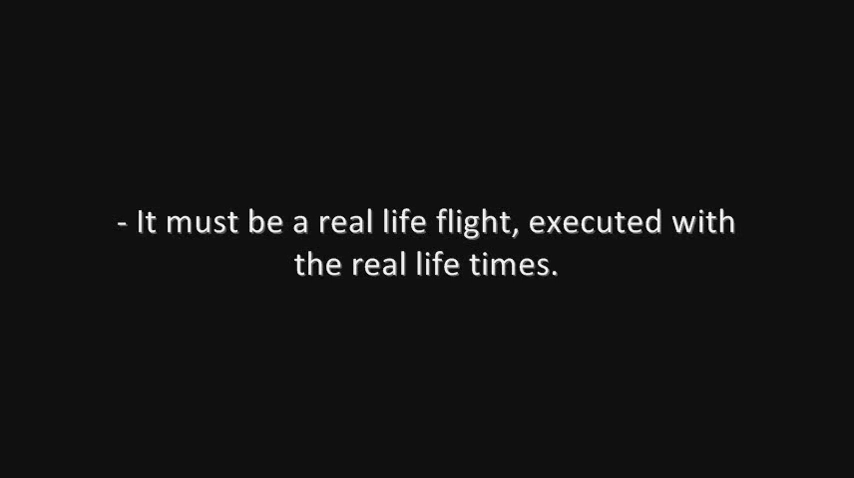 - It must be a real life flight, executed with
the real life times.